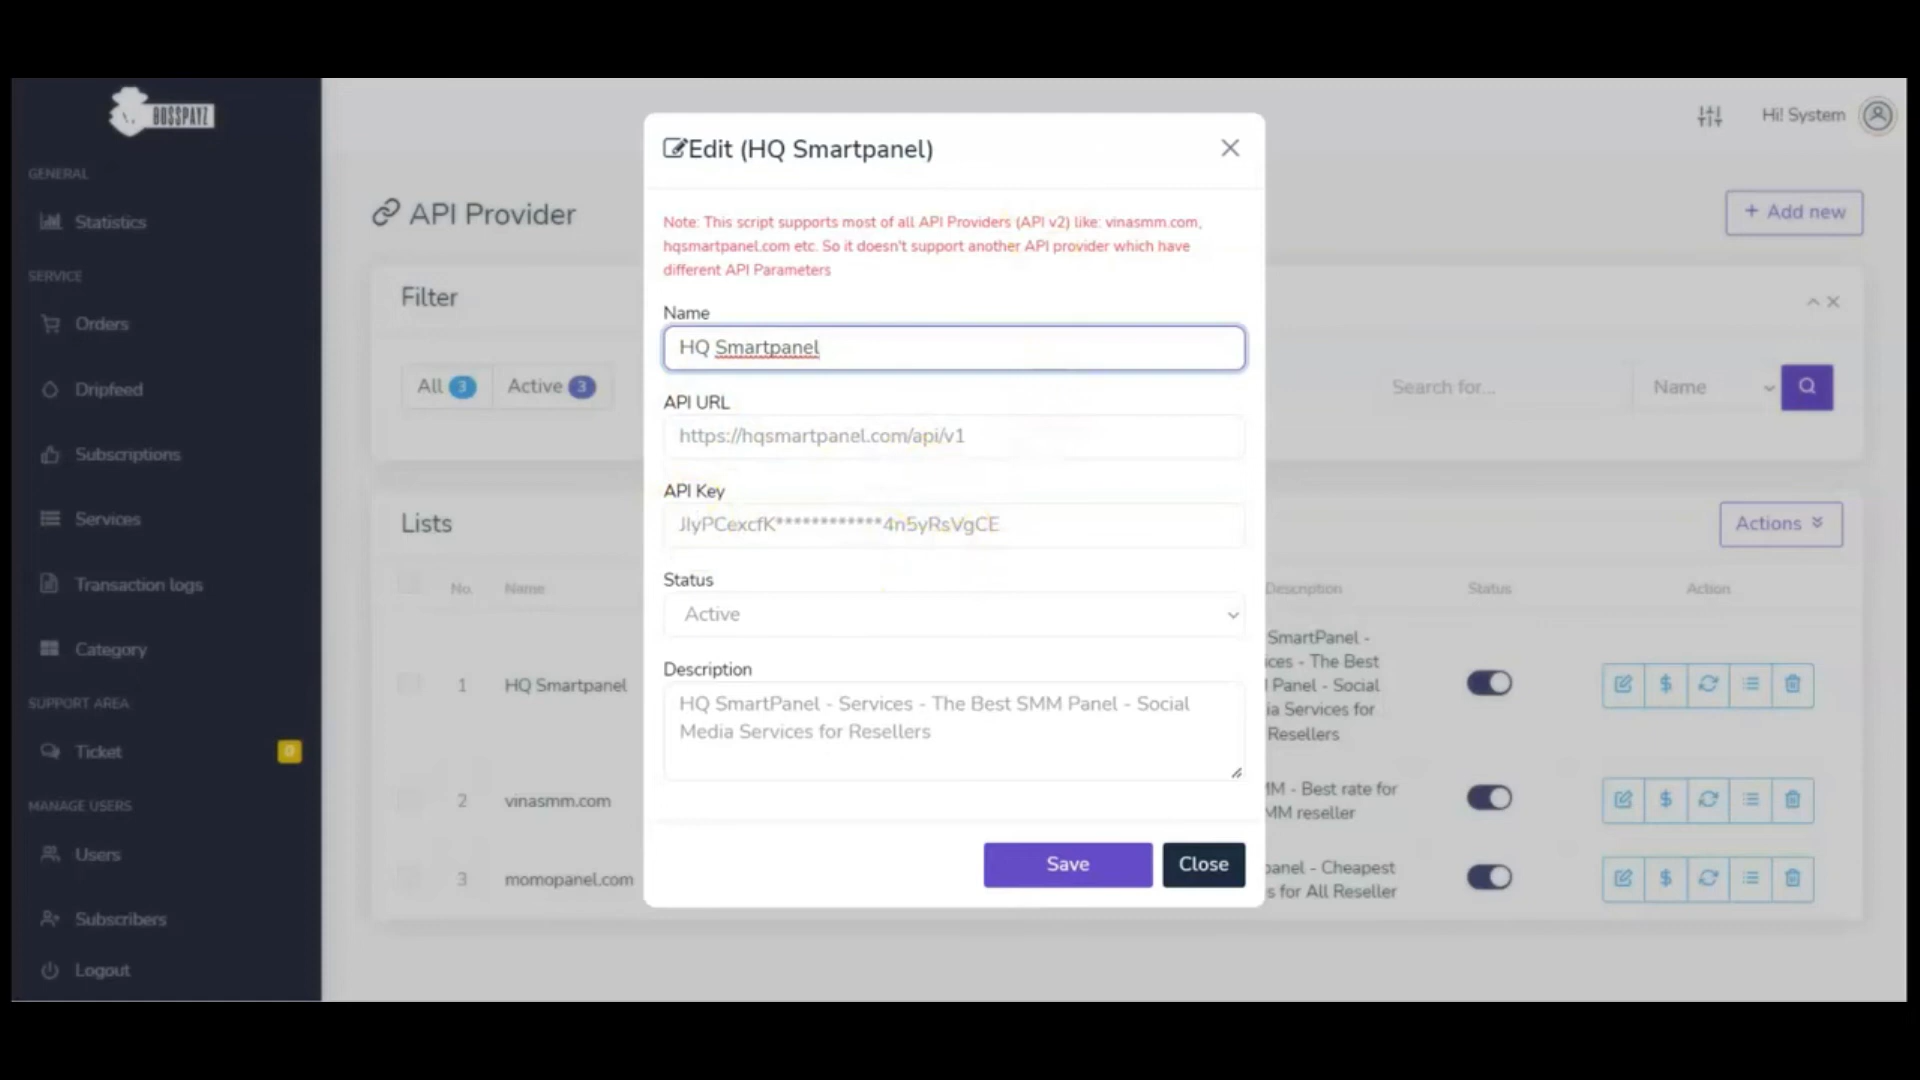 BOSSPAYZ
GENERAL
Statistics
SERVICE
Orders
Dripfeed
Subscriptions
Services
Transaction logs
Category
SUPPORT AREA
Ticket 0
MANAGE USERS
Users
Subscribers
Logout
Hi! System
API Provider
+ Add new
Filter
All 3 Active 3
Search for... Name
Lists
Actions
No. Name Description Status Action
1 HQ Smartpanel
SmartPanel -
ices - The Best
Panel - Social
ia Services for
Resellers
2 vinasmm.com
MM - Best rate for
MM reseller
3 momopanel.com
panel - Cheapest
s for All Reseller
Edit (HQ Smartpanel)
Note: This script supports most of all API Providers (API v2) like: vinasmm.com,
hqsmartpanel.com etc. So it doesn't support another API provider which have
different API Parameters
Name
HQ Smartpanel
API URL
https://hqsmartpanel.com/api/v1
API Key
JIyPCexcfK************4n5yRsVgCE
Status
Active
Description
HQ SmartPanel - Services - The Best SMM Panel - Social
Media Services for Resellers
Save Close